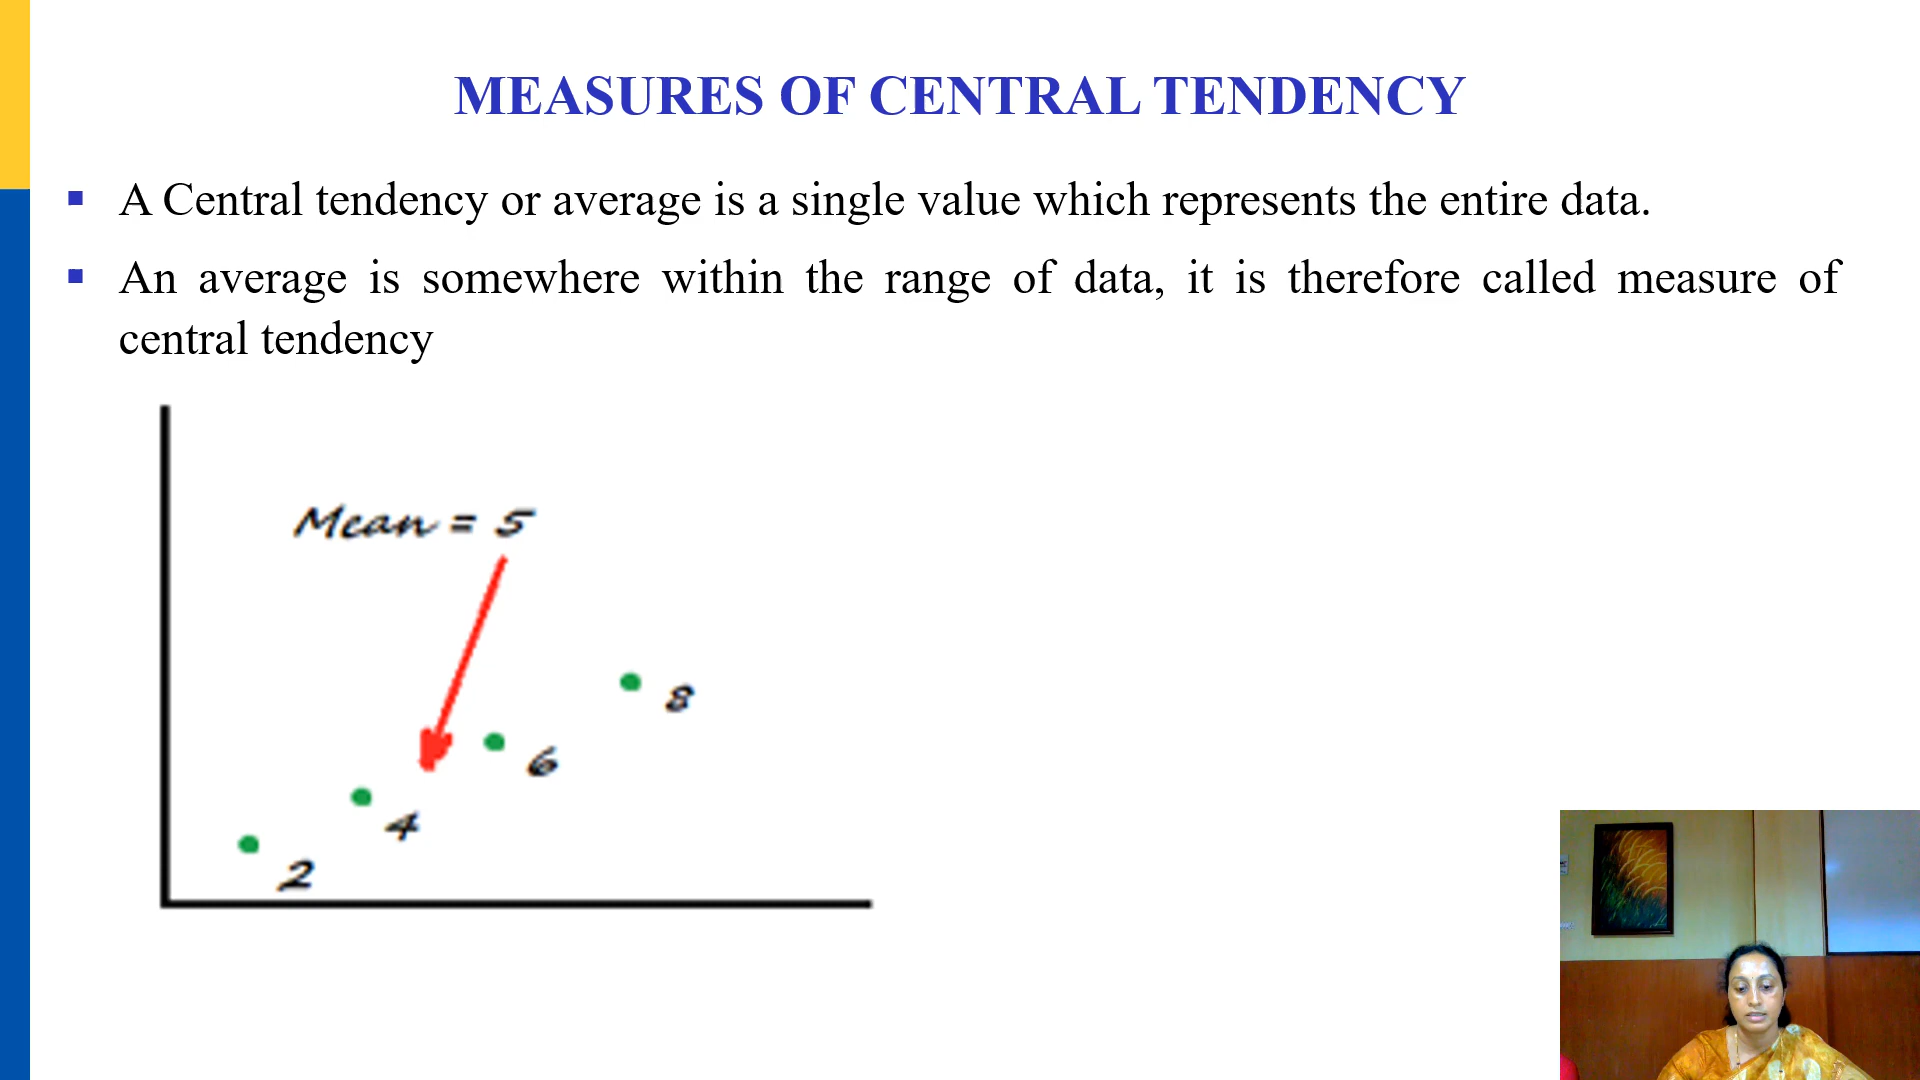 MEASURES OF CENTRAL TENDENCY
▪ A Central tendency or average is a single value which represents the entire data.
▪ An average is somewhere within the range of data, it is therefore called measure of
central tendency
Mean = 5
8
6
4
2